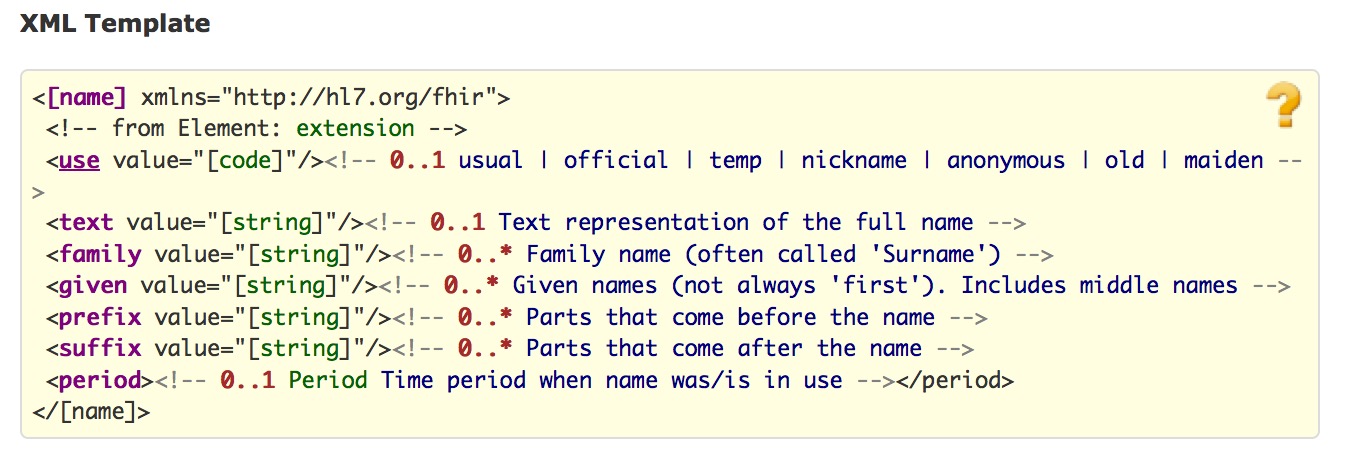 XML Template
<[name] xmlns="http://hl7.org/fhir">
<!-- from Element: extension -->
<use value="[code]"/><!-- 0..1 usual | official | temp | nickname | anonymous | old | maiden --
>
<text value="[string]"/><!-- 0..1 Text representation of the full name -->
<family value="[string]"/><!-- 0..* Family name (often called 'Surname') -->
<given value="[string]"/><!-- 0..* Given names (not always 'first'). Includes middle names -->
<prefix value="[string]"/><!-- 0..* Parts that come before the name -->
<suffix value="[string]"/><!-- 0..* Parts that come after the name -->
<period><!-- 0..1 Period Time period when name was/is in use --></period>
</[name]>
?